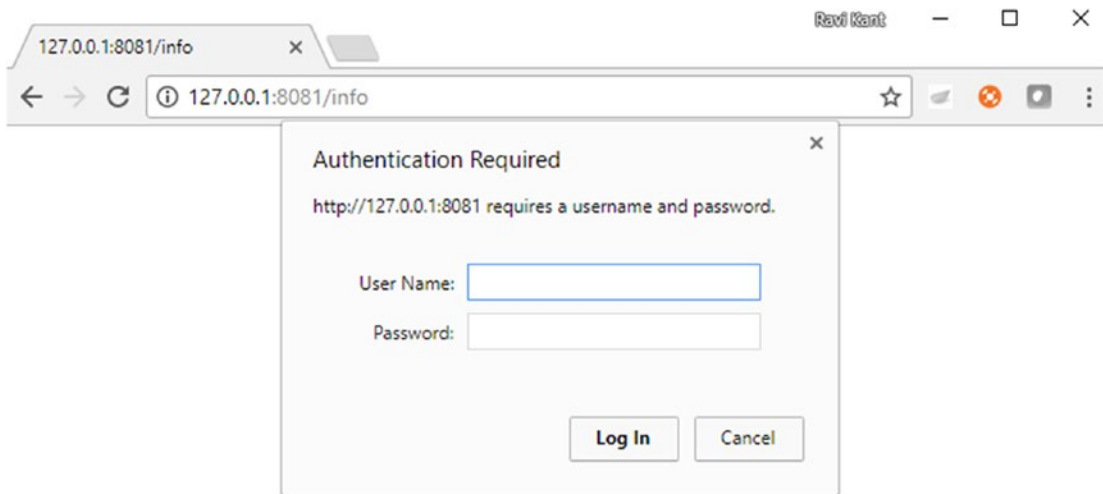 Ravi Kant
127.0.0.1:8081/info
127.0.0.1:8081/info
Authentication Required
http://127.0.0.1:8081 requires a username and password.
User Name:
Password:
Log In
Cancel